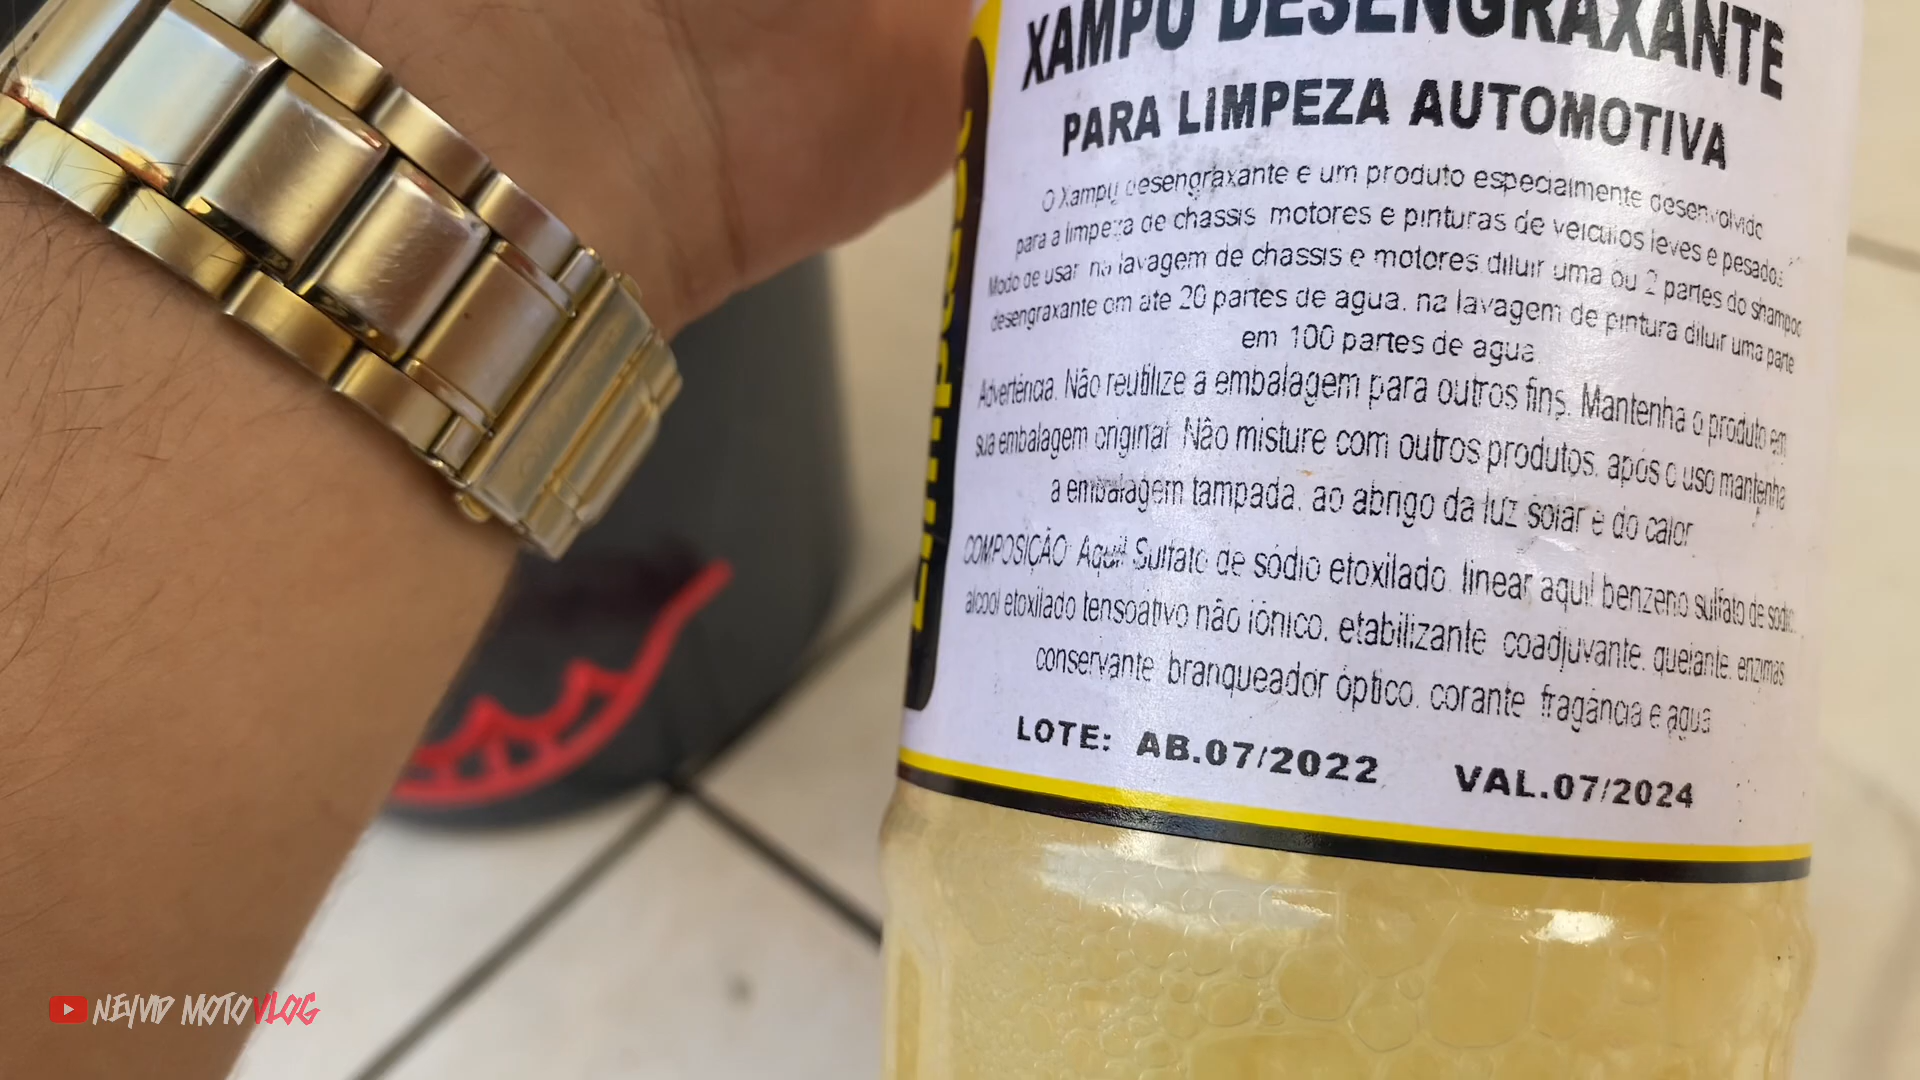 XAMPU DESENGRAXANTE
PARA LIMPEZA AUTOMOTIVA
O Xampu desengraxante e um produto especialmente desenvolvido
para a limpeza de chassis motores e pinturas de veiculos leves e pesados
Modo de usar na lavagem de chassis e motores diluir uma ou 2 partes do shampoo
desengraxante em ate 20 partes de agua. na lavagem de pintura diluir uma parte
em 100 partes de agua
Advertência. Não reutilize a embalagem para outros fins. Mantenha o produto em
sua embalagem original Não misture com outros produtos. após o uso mantenha
a embalagem tampada. ao abrigo da luz solar e do calor
COMPOSIÇÃO Aquil Sulfato de sódio etoxilado. linear aquil benzeno sulfato de sodio
alcool etoxilado tensoativo não iônico. etabilizante coadjuvante. quelante. enzimas
conservante branqueador óptico. corante fragância e agua
LOTE: AB.07/2022 VAL.07/2024
NEYVID MOTOVLOG